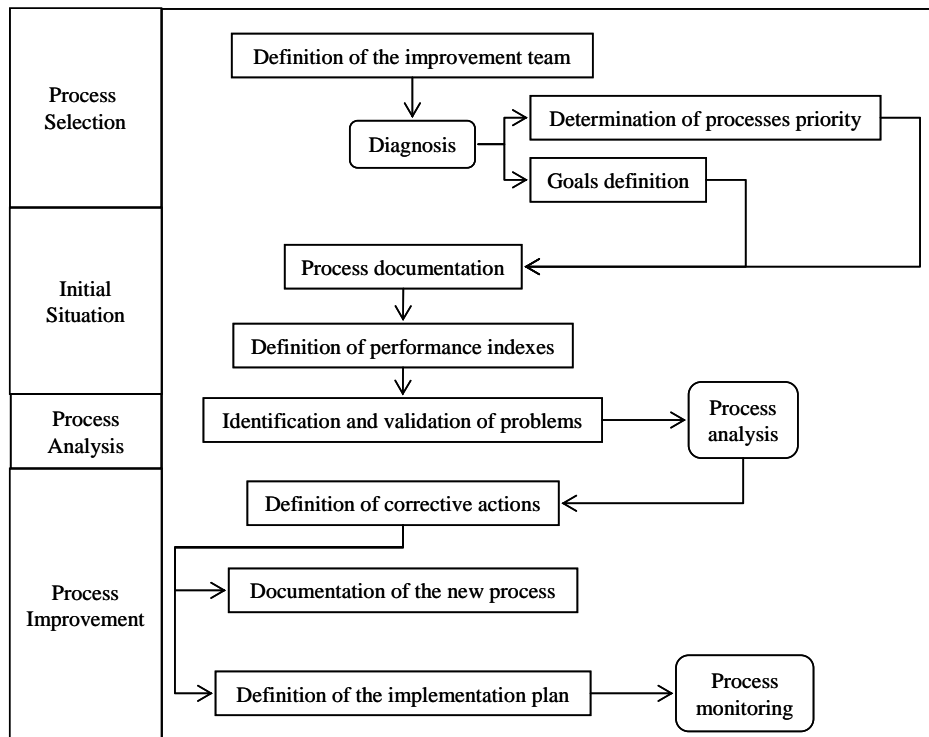 Process
Selection
Definition of the improvement team
Diagnosis
Determination of processes priority
Goals definition
Initial
Situation
Process documentation
Definition of performance indexes
Process
Analysis
Identification and validation of problems
Process
analysis
Process
Improvement
Definition of corrective actions
Documentation of the new process
Definition of the implementation plan
Process
monitoring